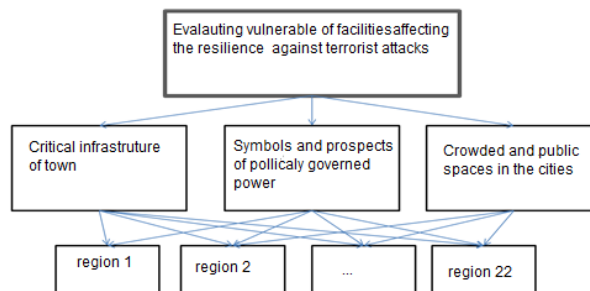 Evalauting vulnerable of facilitiesaffecting
the resilience against terrorist attacks
Critical infrastruture
of town
Symbols and prospects
of pollicaly governed
power
Crowded and public
spaces in the cities
region 1
region 2
...
region 22